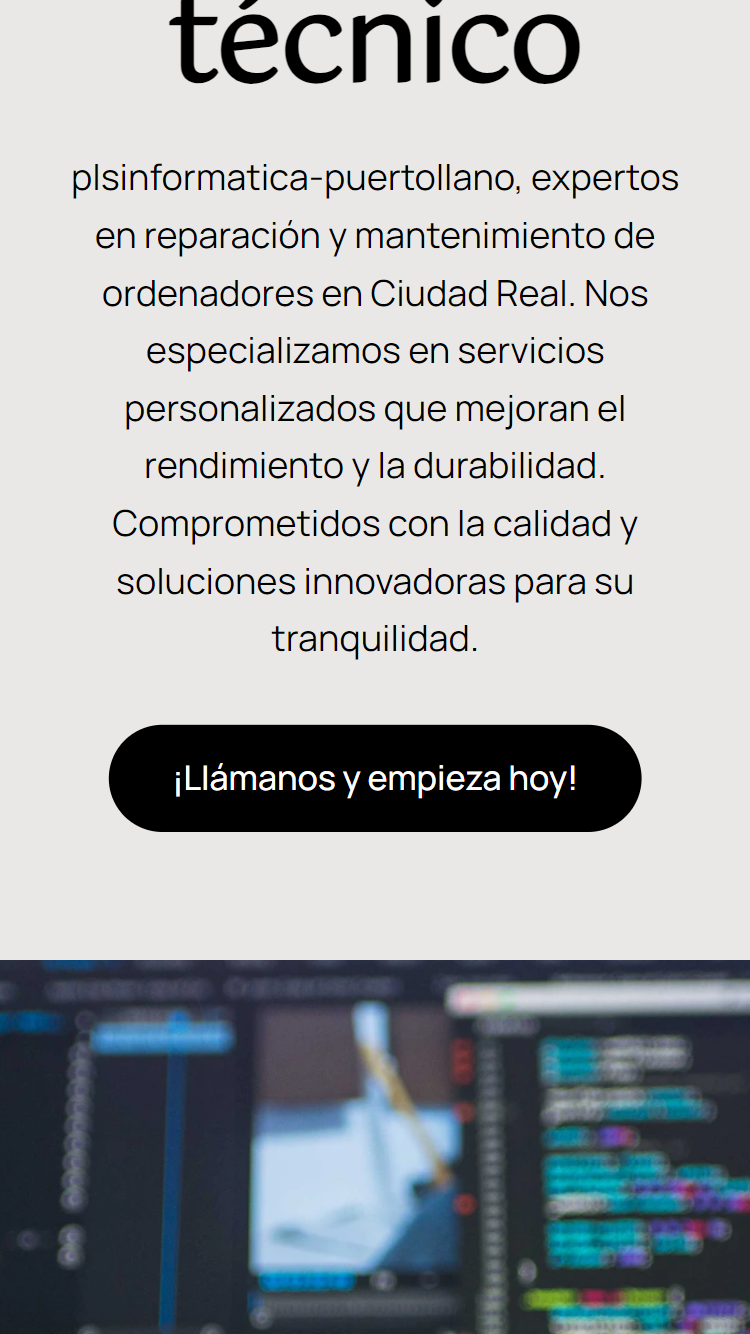 técnico
plsinformatica-puertollano, expertos
en reparación y mantenimiento de
ordenadores en Ciudad Real. Nos
especializamos en servicios
personalizados que mejoran el
rendimiento y la durabilidad.
Comprometidos con la calidad y
soluciones innovadoras para su
tranquilidad.
¡Llámanos y empieza hoy!